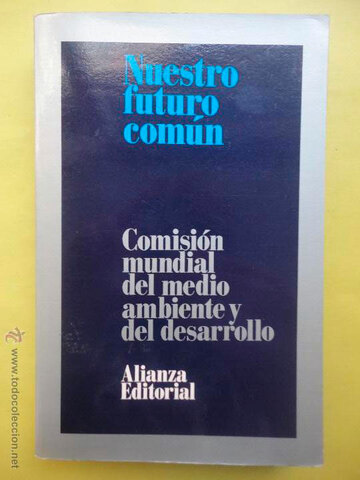 Nuestro
futuro
común
Comisión
mundial
del medio
ambiente y
del desarrollo
Alianza
Editorial
www.todocoleccion.net